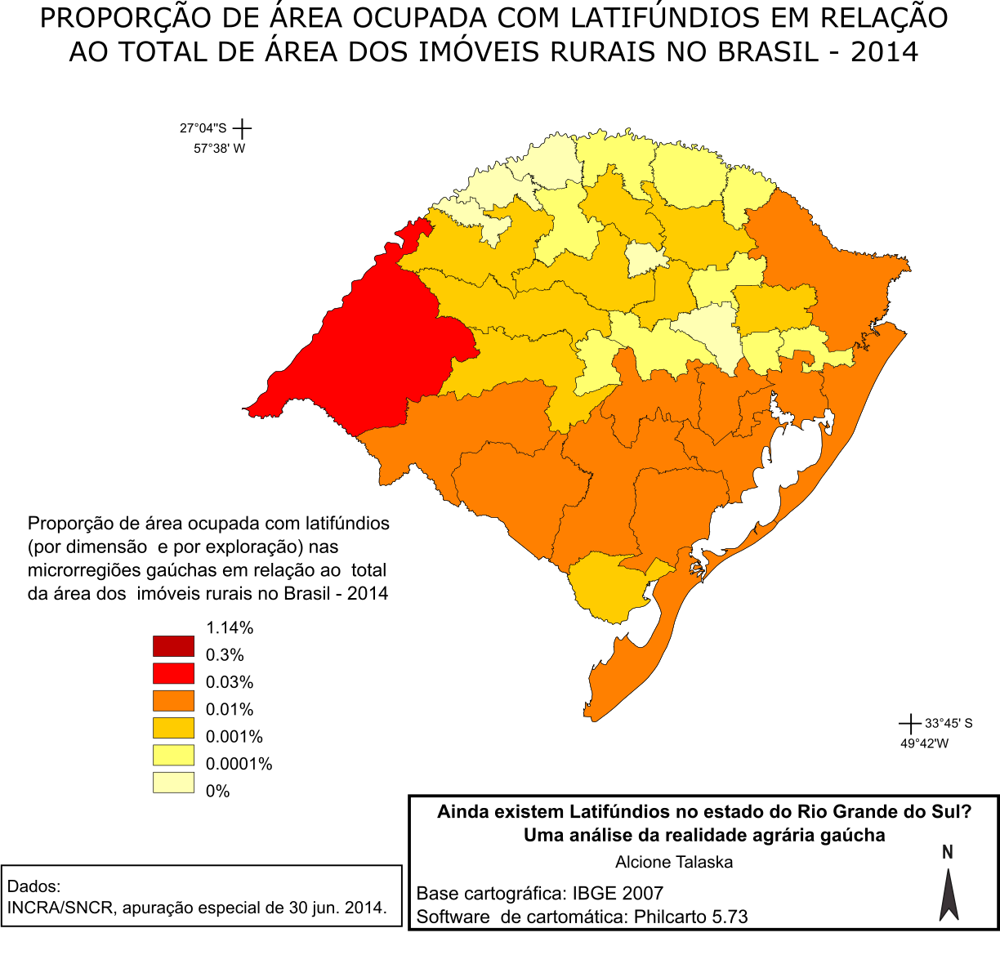 PROPORÇÃO DE ÁREA OCUPADA COM LATIFÚNDIOS EM RELAÇÃO
AO TOTAL DE ÁREA DOS IMÓVEIS RURAIS NO BRASIL - 2014
27°04''S
57°38' W
Proporção de área ocupada com latifúndios
(por dimensão e por exploração) nas
microrregiões gaúchas em relação ao total
da área dos imóveis rurais no Brasil - 2014
1.14%
0.3%
0.03%
0.01%
0.001%
0.0001%
0%
33°45' S
49°42'W
Ainda existem Latifúndios no estado do Rio Grande do Sul?
Uma análise da realidade agrária gaúcha
Alcione Talaska
N
Base cartográfica: IBGE 2007
Software de cartomática: Philcarto 5.73
Dados:
INCRA/SNCR, apuração especial de 30 jun. 2014.